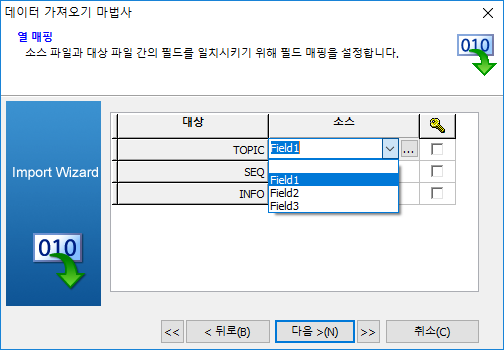 데이터 가져오기 마법사
열 매핑
소스 파일과 대상 파일 간의 필드를 일치시키기 위해 필드 매핑을 설정합니다.
010
Import Wizard
010
대상 소스
TOPIC Field1 ...
SEQ
Field1
INFO Field2
Field3
<< < 뒤로(B) 다음 >(N) >> 취소(C)